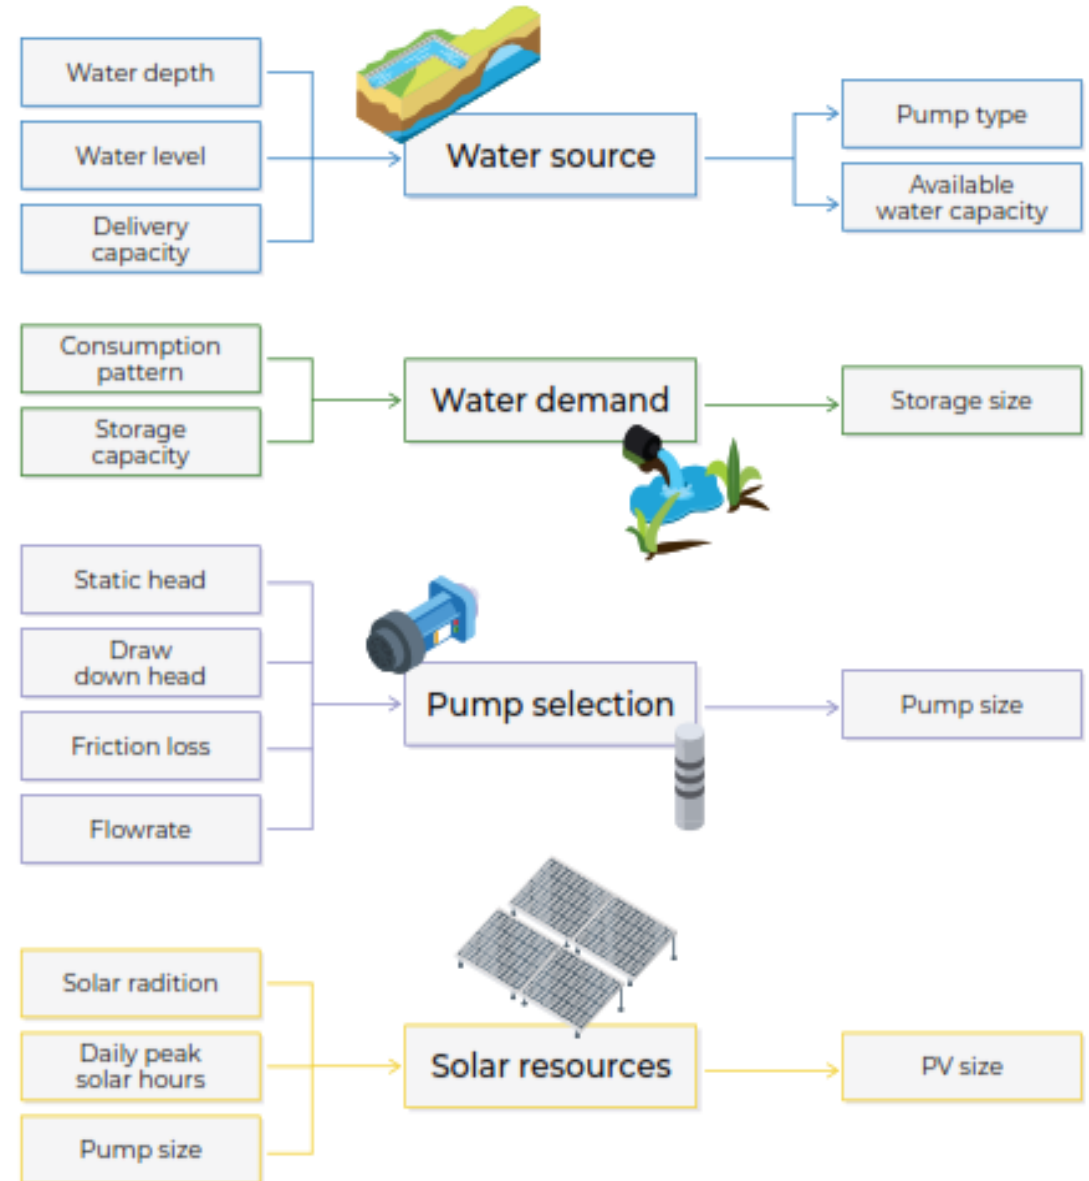 Water depth
Water level
Delivery
capacity
Water source
Pump type
Available
water capacity
Consumption
pattern
Storage
capacity
Water demand
Storage size
Static head
Draw
down head
Friction loss
Flowrate
Pump selection
Pump size
Solar radition
Daily peak
solar hours
Pump size
Solar resources
PV size